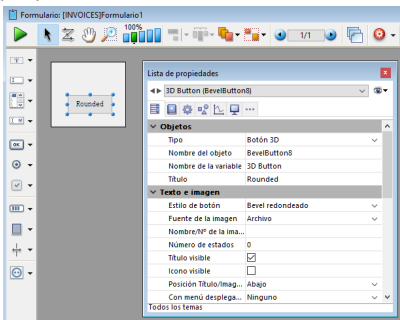 Formulario: [INVOICES]Formulario1
100%
1/1
Rounded
OK
Lista de propiedades
3D Button (BevelButton8)
Objetos
Tipo Botón 3D
Nombre del objeto BevelButton8
Nombre de la variable 3D Button
Título Rounded
Texto e imagen
Estilo de botón Bevel redondeado
Fuente de la imagen Archivo
Nombre/Nº de la ima...
Número de estados 0
Título visible
Icono visible
Posición Título/Imag... Abajo
Con menú desplega... Ninguno
Todos los temas